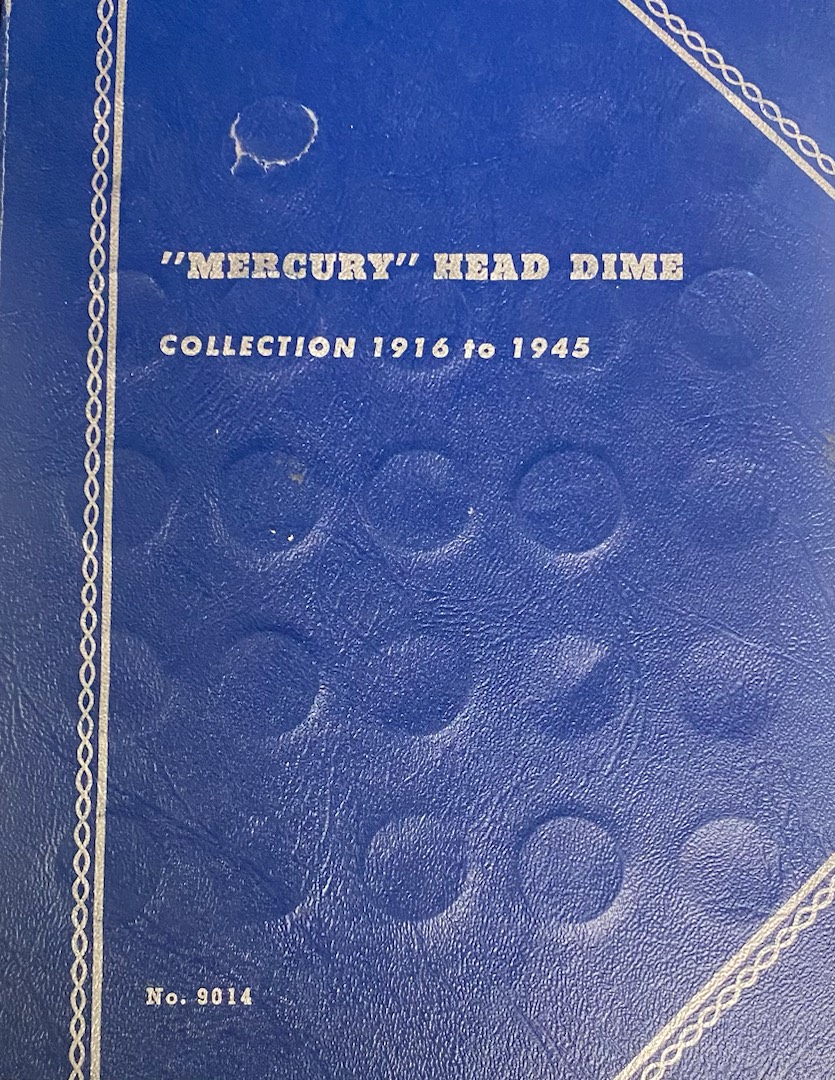 "MERCURY" HEAD DIME
COLLECTION 1916 to 1945
No. 9014